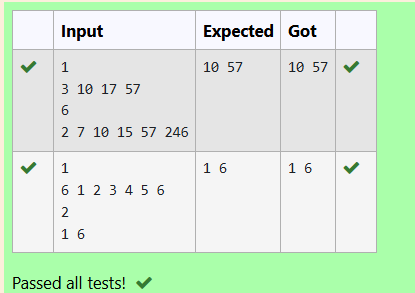 Input Expected Got
1 10 57 10 57
3 10 17 57
6
2 7 10 15 57 246
1 1 6 1 6
6 1 2 3 4 5 6
2
1 6
Passed all tests!